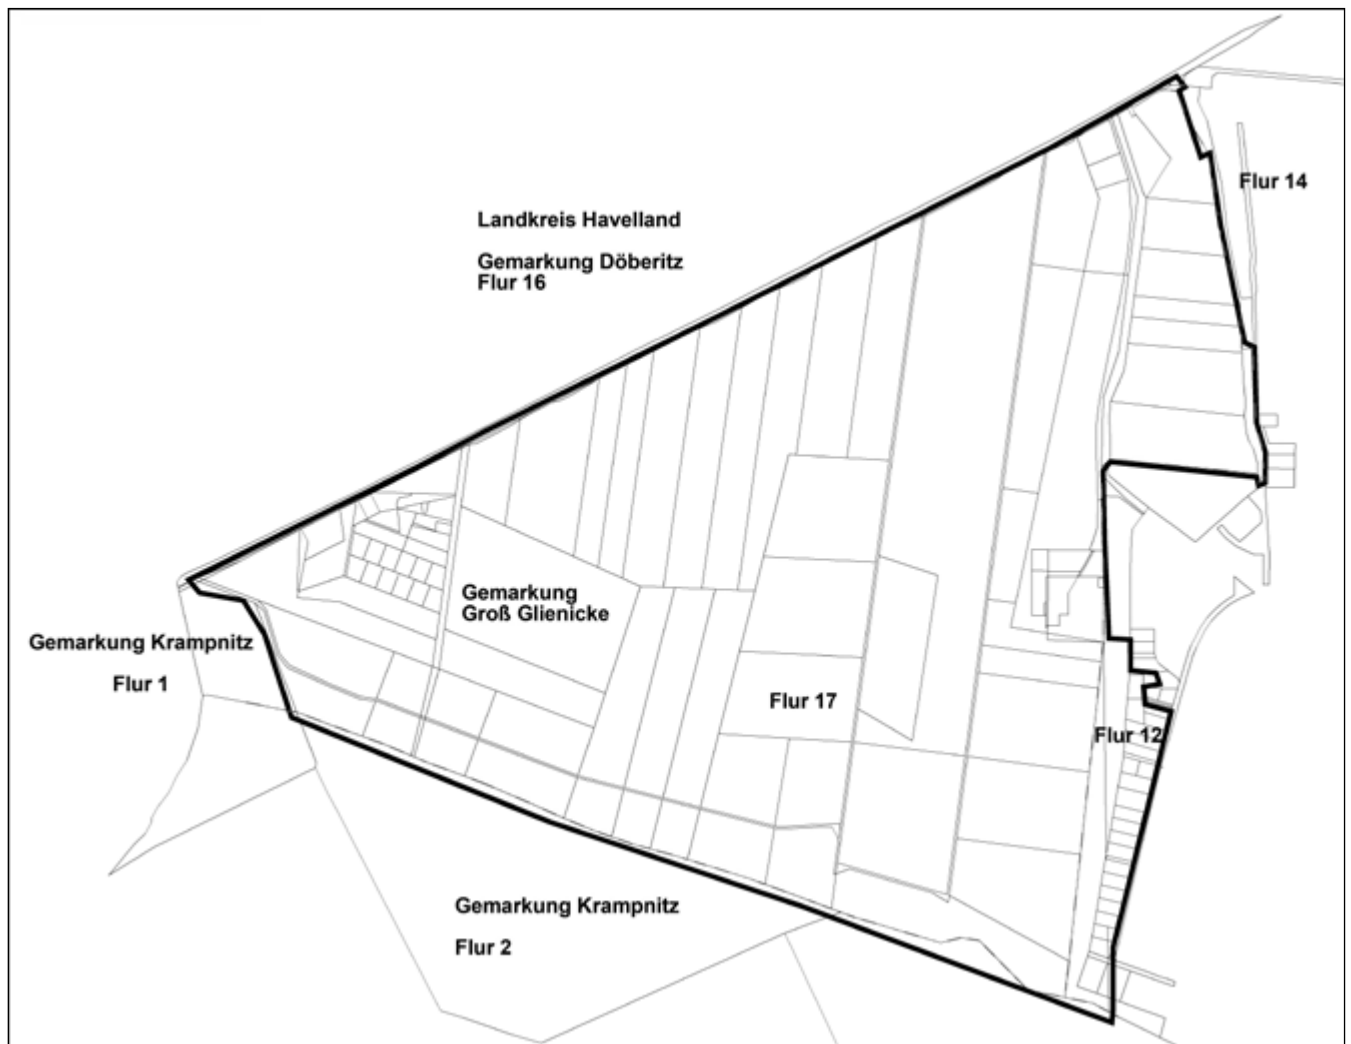 Flur 14
Landkreis Havelland
Gemarkung Döberitz
Flur 16
Gemarkung
Groß Glienicke
Gemarkung Krampnitz
Flur 1
Flur 17
Flur 12
Gemarkung Krampnitz
Flur 2